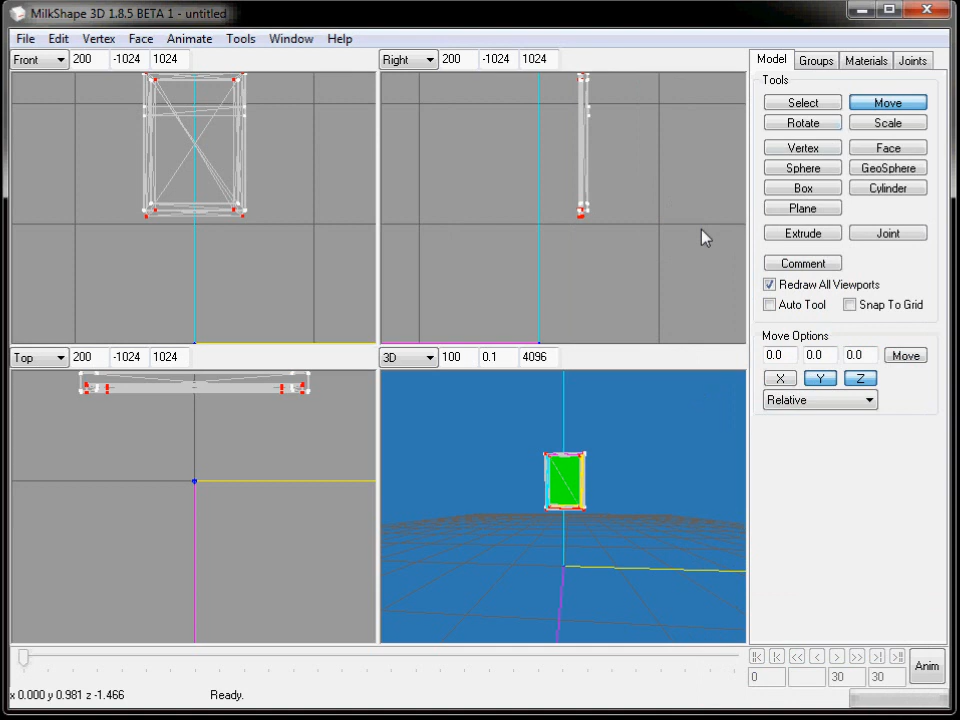 MilkShape 3D 1.8.5 BETA 1 - untitled
File Edit Vertex Face Animate Tools Window Help
Front 200 -1024 1024 Right 200 -1024 1024
Model Groups Materials Joints
Tools
Select Move
Rotate Scale
Vertex Face
Sphere GeoSphere
Box Cylinder
Plane
Extrude Joint
Comment
Redraw All Viewports
Auto Tool Snap To Grid
Move Options
0.0 0.0 0.0 Move
X Y Z
Relative
Top 200 -1024 1024 3D 100 0.1 4096
Anim
0 30 30
x 0.000 y 0.981 z -1.466 Ready.